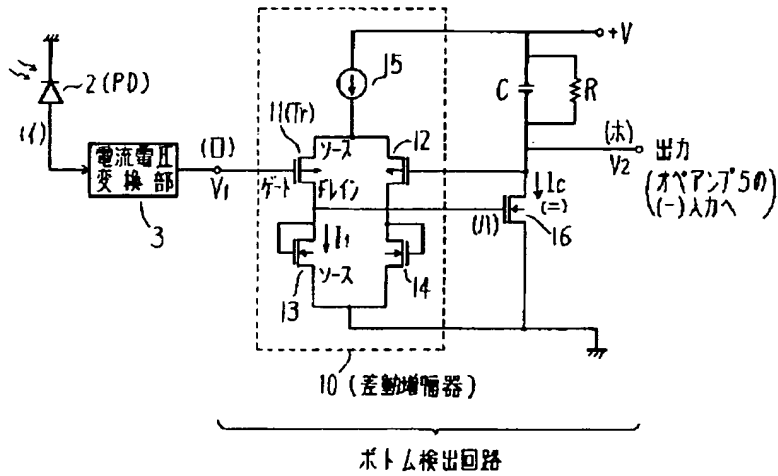 +V
15
2(PD)
C
R
11(Tr)
12
(イ)
ソース
(ホ)
電流電圧
変換部
(ロ)
V1
ゲート
ドレイン
V2
出力
(オペアンプ5の
(-)入力へ
3
I1
(ハ)
Ic
(ニ)
16
ソース
13
14
10 (差動増幅器)
ボトム検出回路